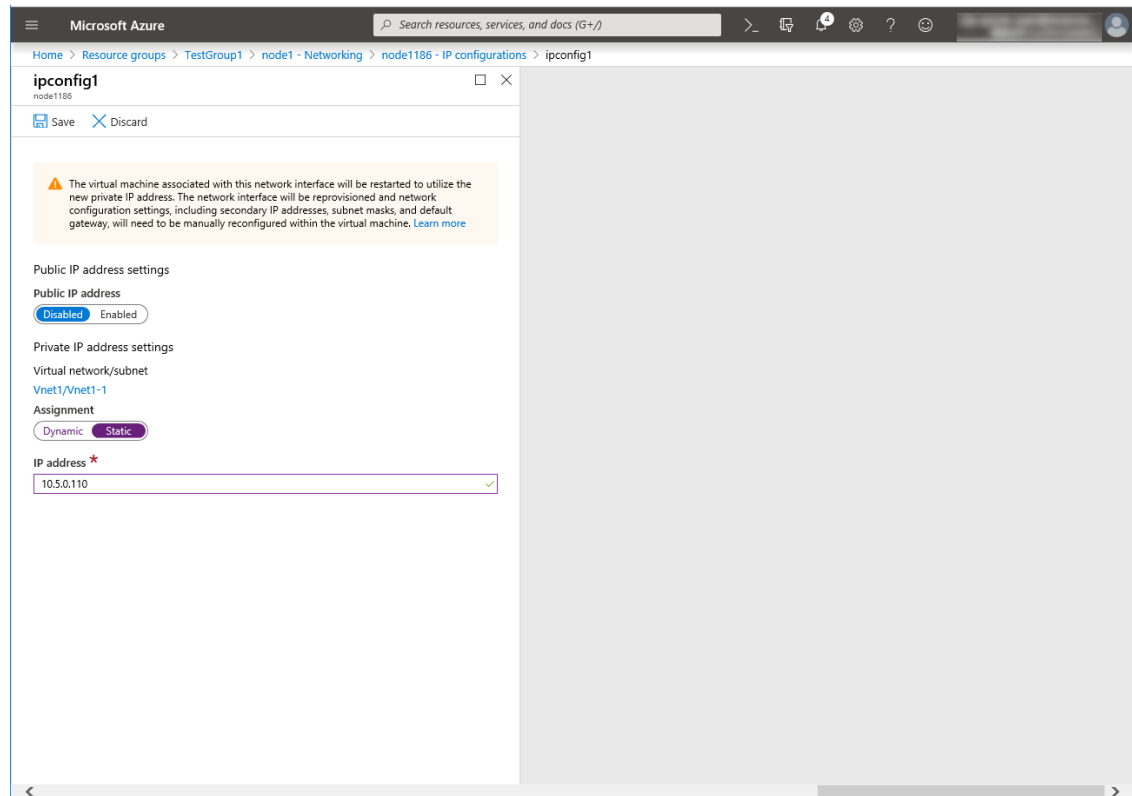 Microsoft Azure
Search resources, services, and docs (G+/)
4
Home > Resource groups > TestGroup1 > node1 - Networking > node1186 - IP configurations > ipconfig1
ipconfig1
node1186
Save Discard
The virtual machine associated with this network interface will be restarted to utilize the
new private IP address. The network interface will be reprovisioned and network
configuration settings, including secondary IP addresses, subnet masks, and default
gateway, will need to be manually reconfigured within the virtual machine. Learn more
Public IP address settings
Public IP address
Disabled Enabled
Private IP address settings
Virtual network/subnet
Vnet1/Vnet1-1
Assignment
Dynamic Static
IP address *
10.5.0.110